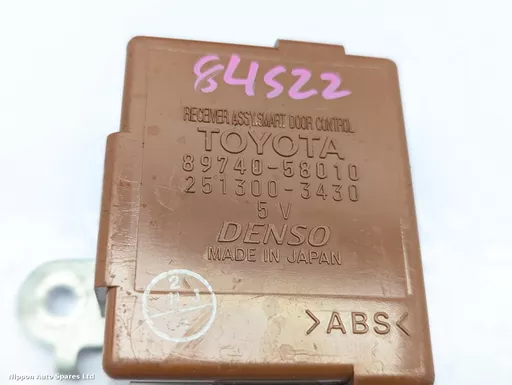 84522
RECEIVER ASSY,SMART DOOR CONTROL
TOYOTA
89740-58010
251300-3430
5V
DENSO
MADE IN JAPAN
>ABS<
Nippon Auto Spares Ltd